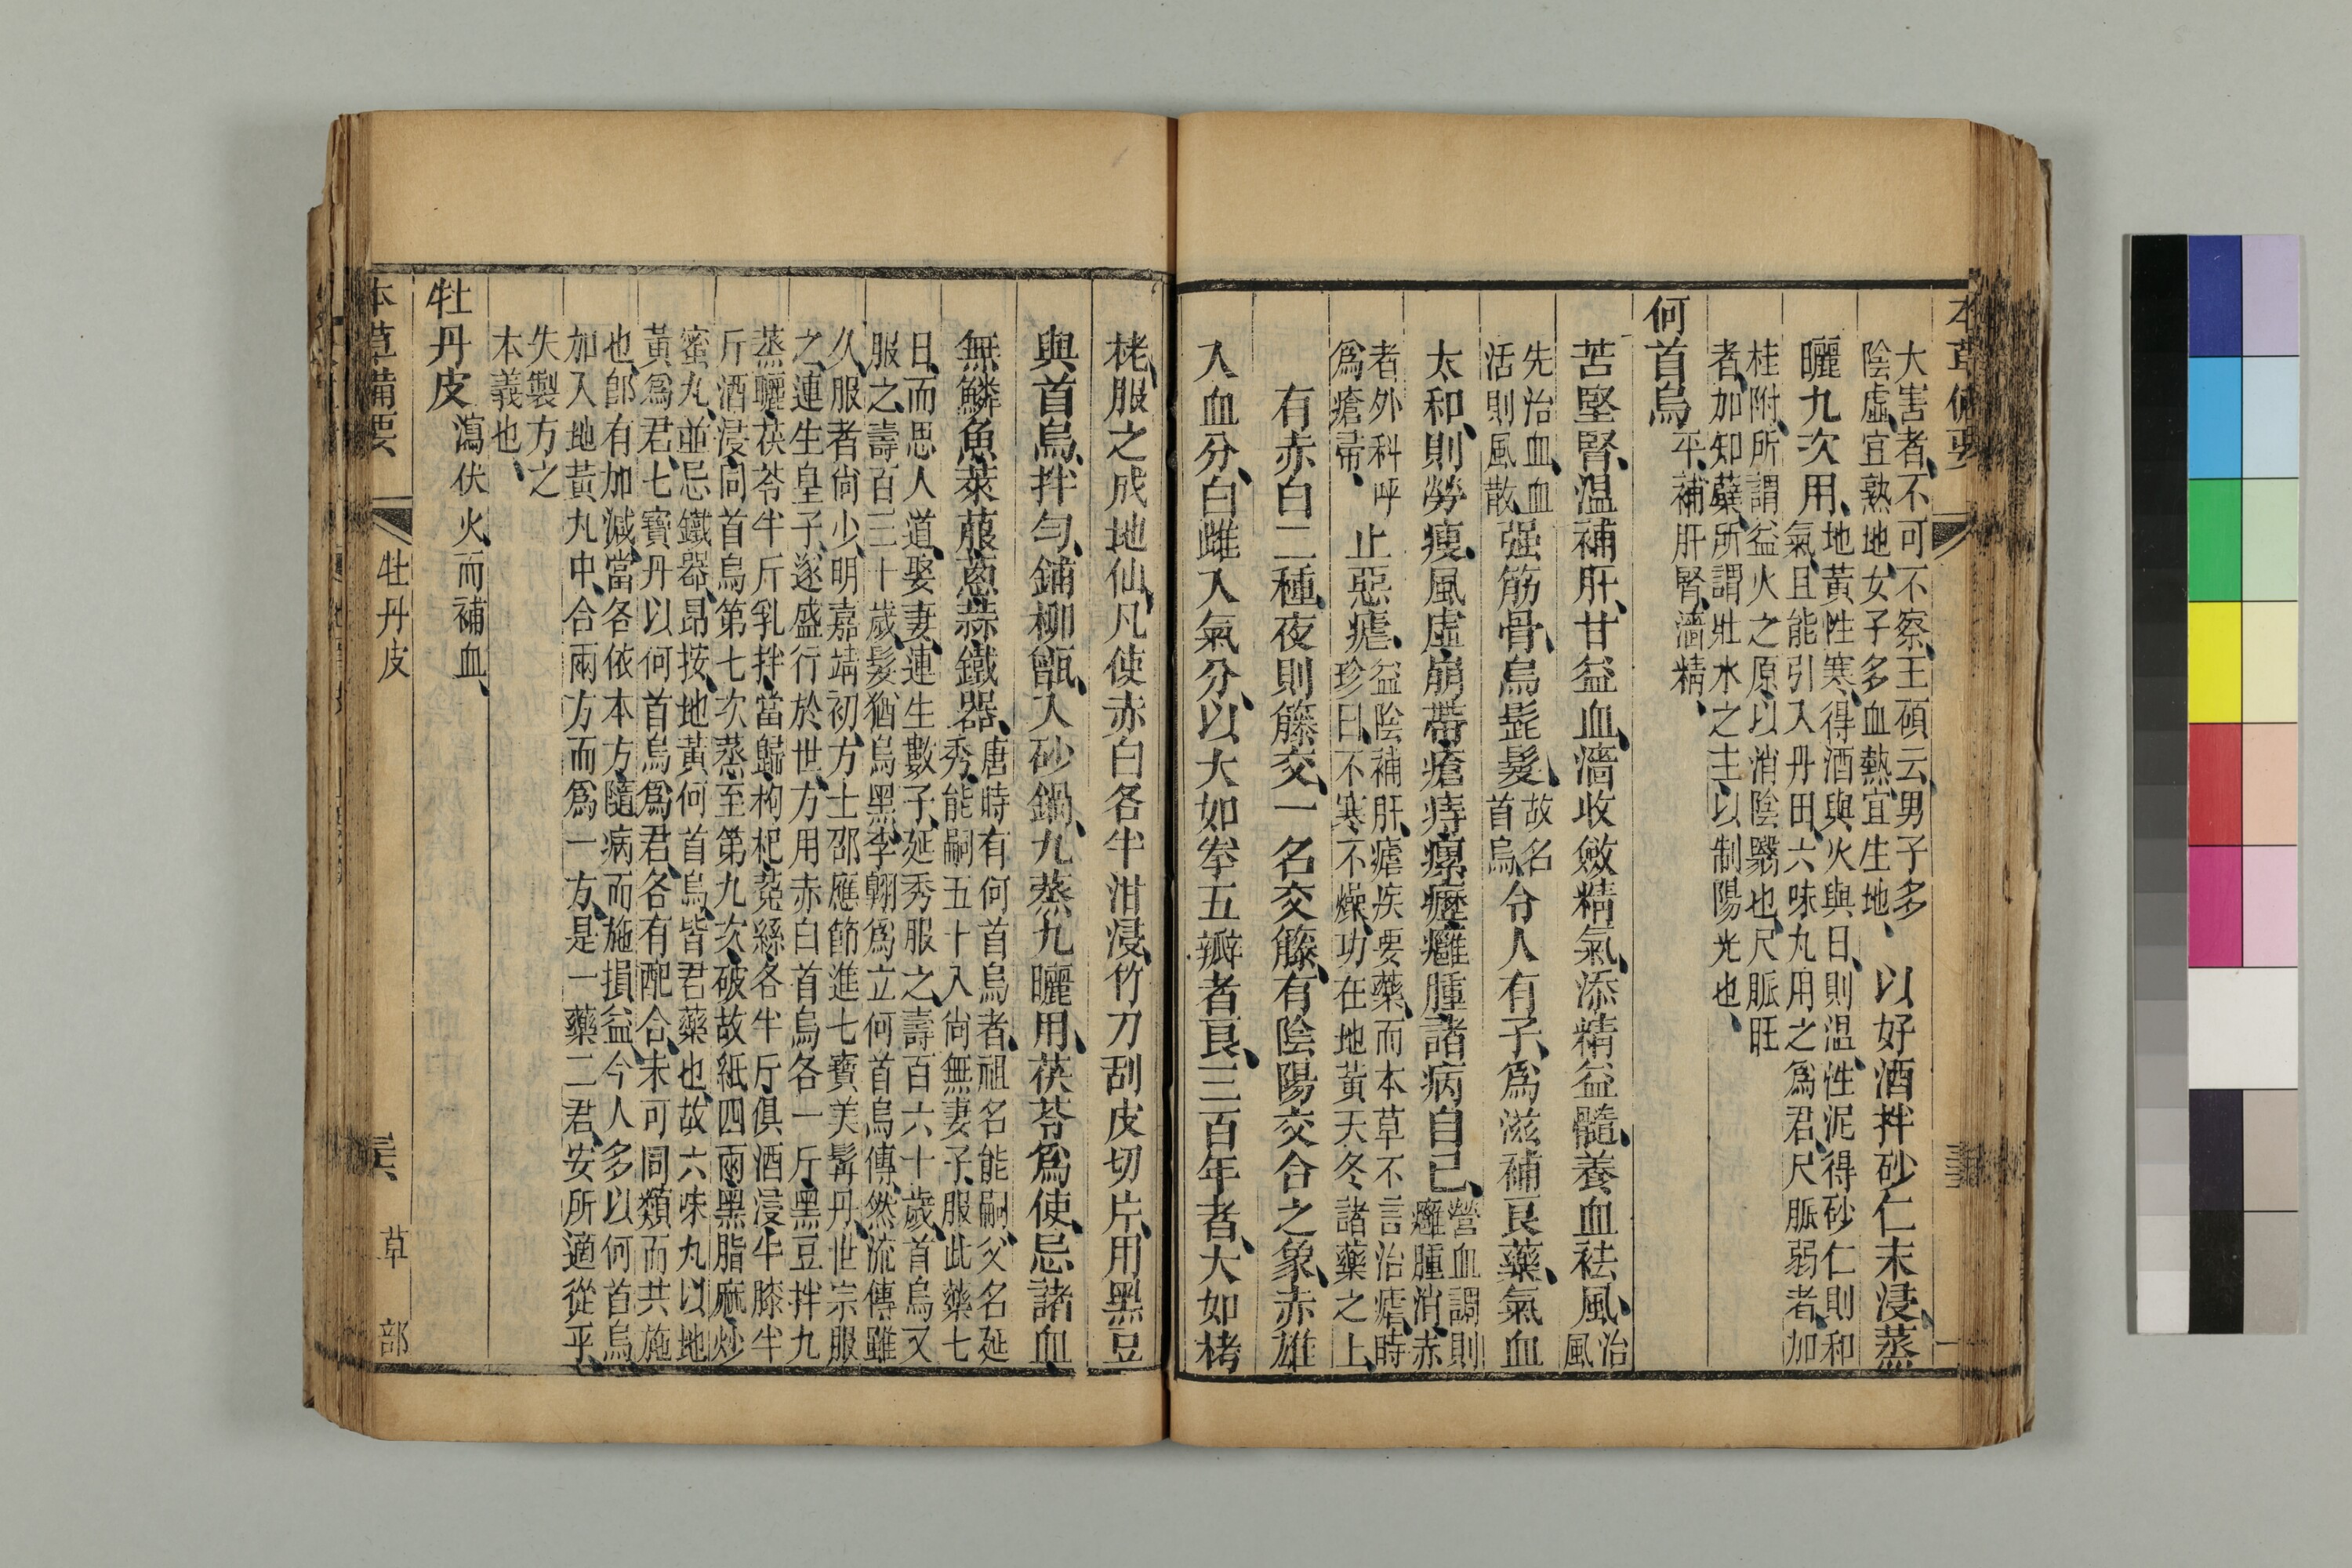 本草備要
大害者、不可不察、王碩云、男子多
陰虛、宜熟地、女子多血熱、宜生地、
以好酒拌砂仁末浸、蒸
曬九次用、
地黃性寒、得酒與火與日、則溫、性泥得砂仁則和
氣、且能引入丹田、六味丸用之爲君、尺脈弱者、加
桂附、所謂益火之原、以消陰翳也、尺脈旺
者、加知蘗、所謂壯水之主、以制陽光也、
何首烏
平、補肝腎、濇精、
苦堅腎、溫補肝、甘益血、濇收斂精氣、添精益髓、養血祛風、
治
風
先治血、血
活則風散、
强筋骨、烏髭髮、
故名
首烏、
令人有子、爲滋補良藥、氣血
太和、則勞瘦、風虛、崩帶、瘡痔、瘰癧、癰腫、諸病自已、
營血調則
癰腫消、赤
者外科呼
爲瘡帚、
止惡瘧、
益陰補肝、瘧疾要藥、而本草不言治瘧、時
珍曰、不寒不燥、功在地黃天冬諸藥之上、
有赤白二種、夜則籐交、一名交籐、有陰陽交合之象、赤雄
入血分、白雌入氣分、以大如拳五瓣者良、三百年者、大如栲
栳、服之成地仙、凡使赤白各半泔浸、竹刀刮皮切片、用黑豆
與首烏、拌勻、鋪柳甑、入砂鍋、九蒸九曬用、茯苓爲使、忌諸血、
無鱗魚、萊菔、蔥蒜、鐵器、
唐時有何首烏者、祖名能嗣、父名延
秀、能嗣五十八尚無妻子、服此藥七
日、而思人道、娶妻、連生數子、延秀服之、壽百六十歲、首烏又
服之、壽百三十歲、髮猶烏黑、李翺爲立何首烏傳、然流傳雖
久、服者尙少、明嘉靖初、方士邵應節進七寶美髯丹、世宗服
之、連生皇子、遂盛行於世、方用赤白首烏各一斤、黑豆拌九
蒸曬、茯苓半斤乳拌、當歸枸杞菟絲各半斤俱酒浸、牛膝半
斤酒浸、同首烏第七次蒸、至第九次、破故紙四兩、黑脂麻炒
蜜丸、並忌鐵器、昂按、地黃何首烏、皆君藥也、故六味丸以地
黃爲君、七寶丹以何首烏爲君、各有配合、未可同類而共施
也、卽有加減、當各依本方、隨病而施損益、今人多以何首烏、
加入地黃丸中、合兩方而爲一方、是一藥二君、安所適從乎、
失製方之
本義也、
牡丹皮
瀉伏火、而補血、
本草備要
牡丹皮
草
部